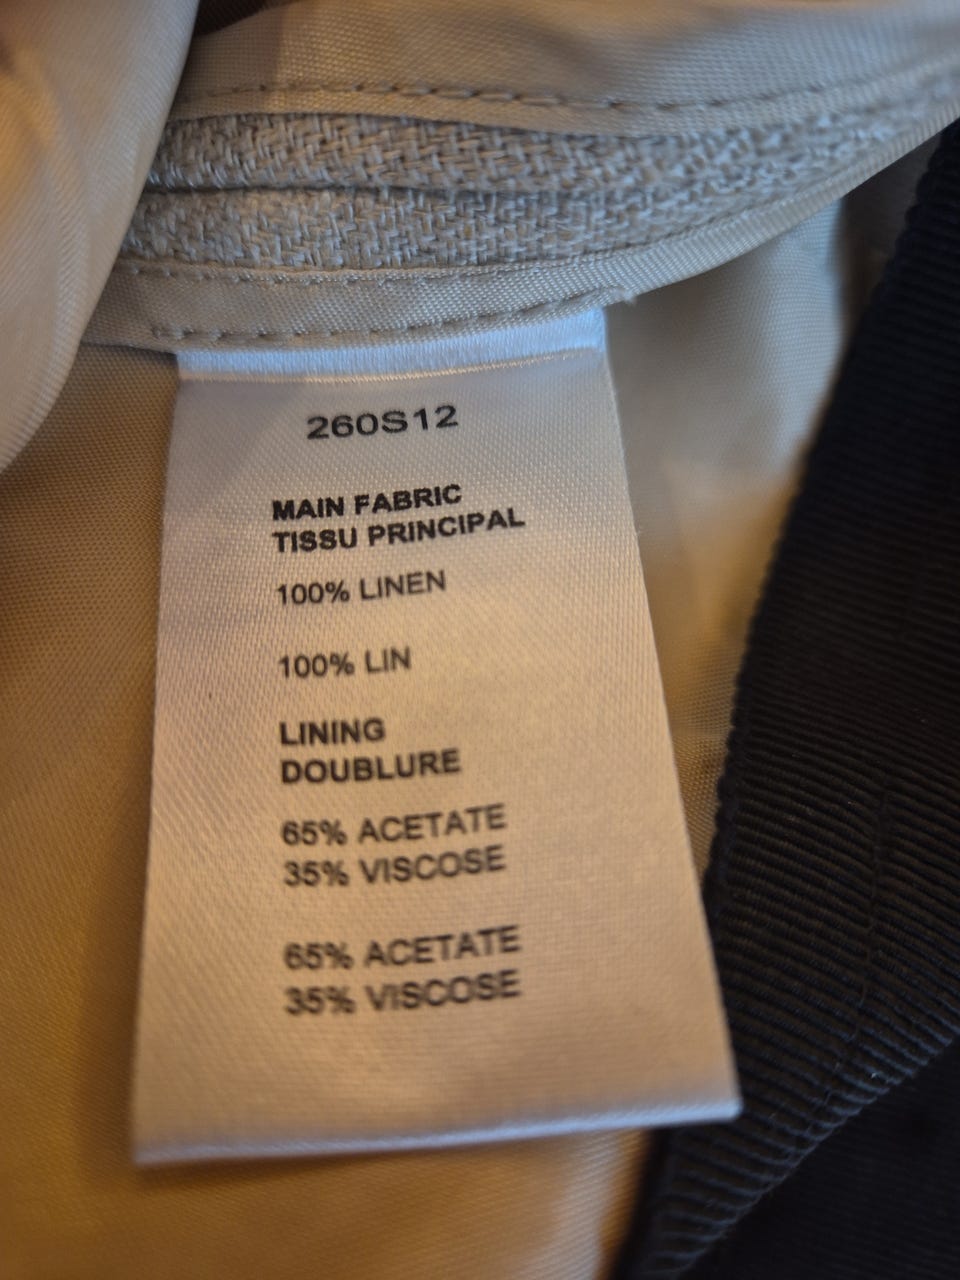 260S12
MAIN FABRIC
TISSU PRINCIPAL
100% LINEN
100% LIN
LINING
DOUBLURE
65% ACETATE
35% VISCOSE
65% ACETATE
35% VISCOSE